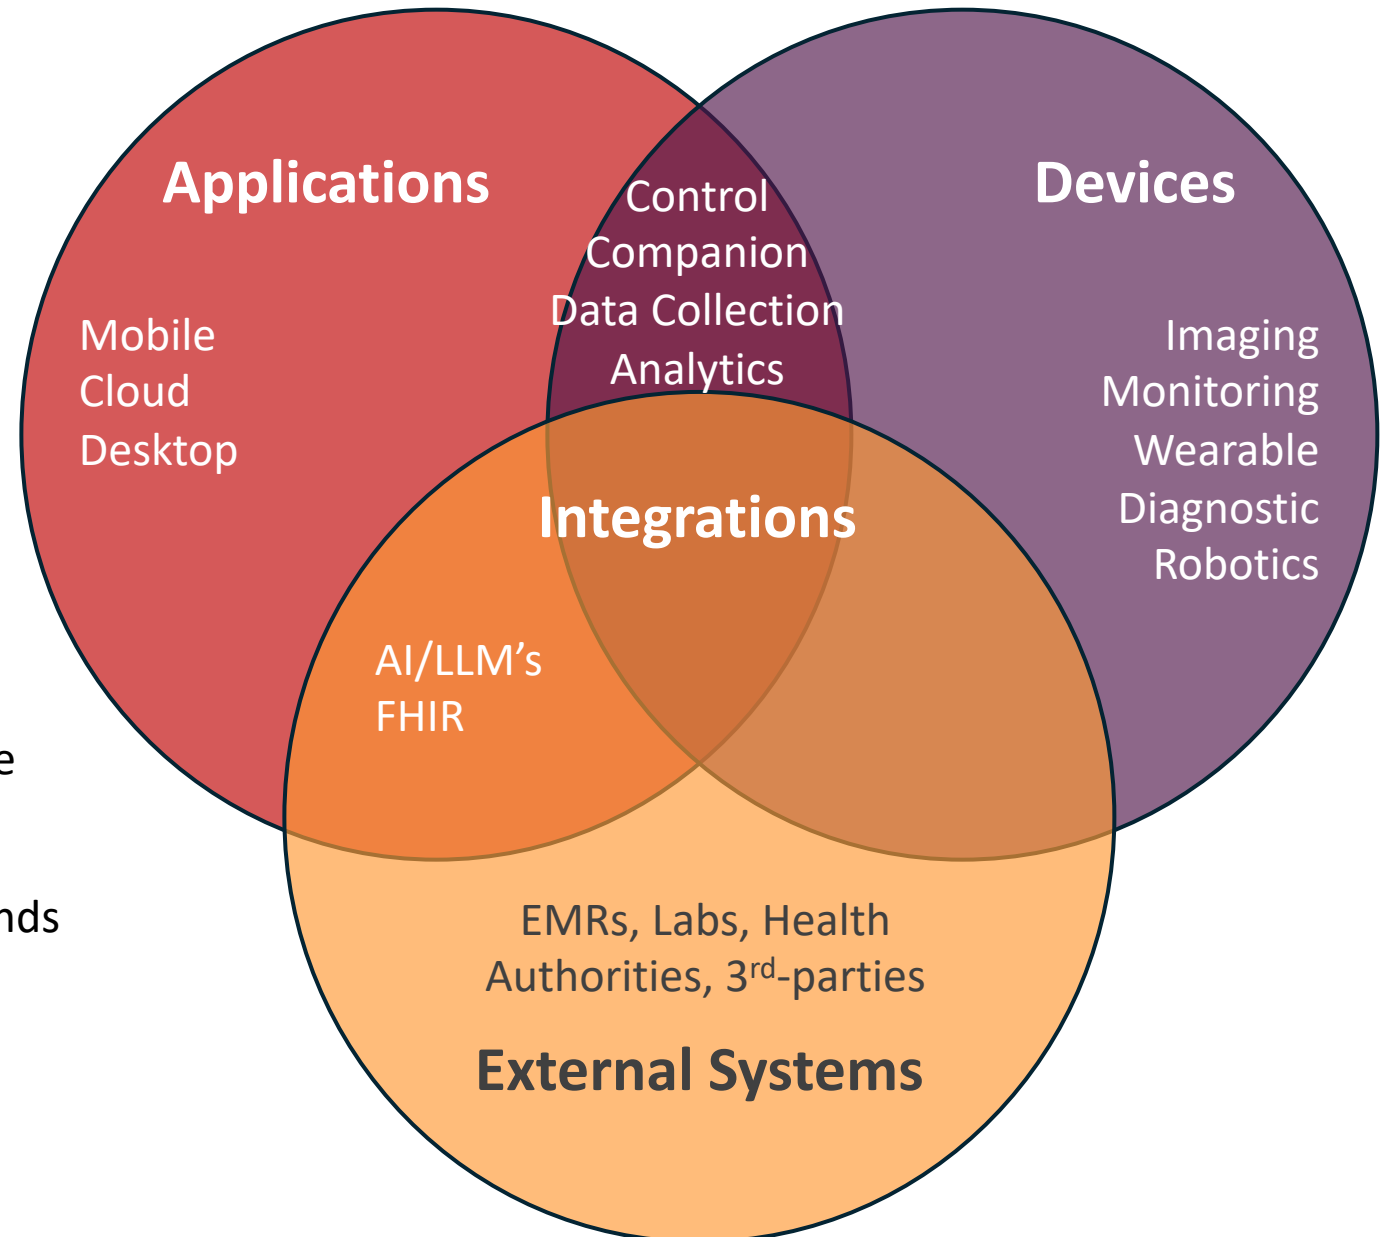 Applications
Mobile
Cloud
Desktop
Control
Companion
Data Collection
Analytics
Devices
Imaging
Monitoring
Wearable
Diagnostic
Robotics
Integrations
AI/LLM’s
FHIR
EMRs, Labs, Health
Authorities, 3rd-parties
External Systems